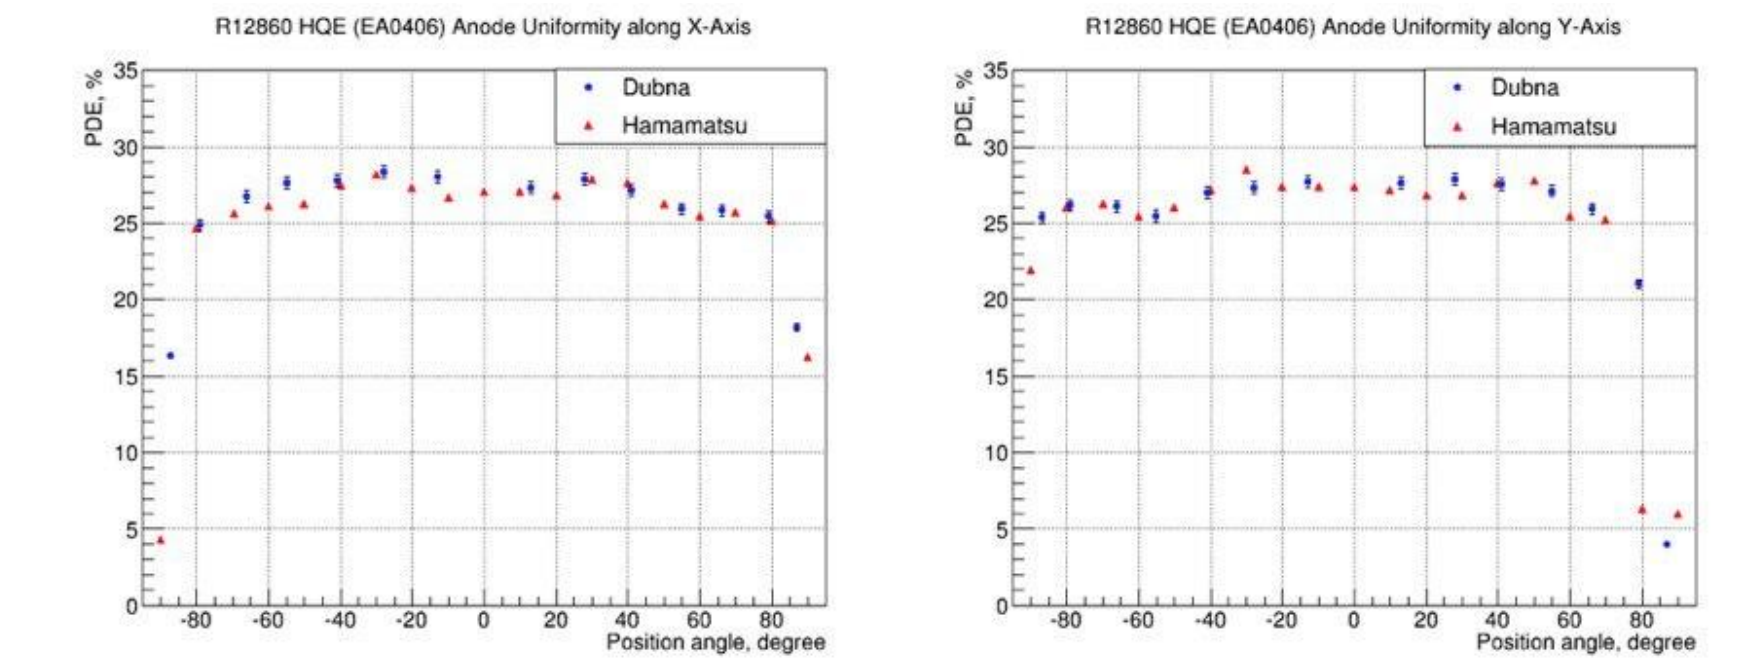 R12860 HQE (EA0406) Anode Uniformity along X-Axis
PDE, %
35
30
25
20
15
10
5
0
Dubna
Hamamatsu
-80 -60 -40 -20 0 20 40 60 80
Position angle, degree
R12860 HQE (EA0406) Anode Uniformity along Y-Axis
PDE, %
35
30
25
20
15
10
5
0
Dubna
Hamamatsu
-80 -60 -40 -20 0 20 40 60 80
Position angle, degree